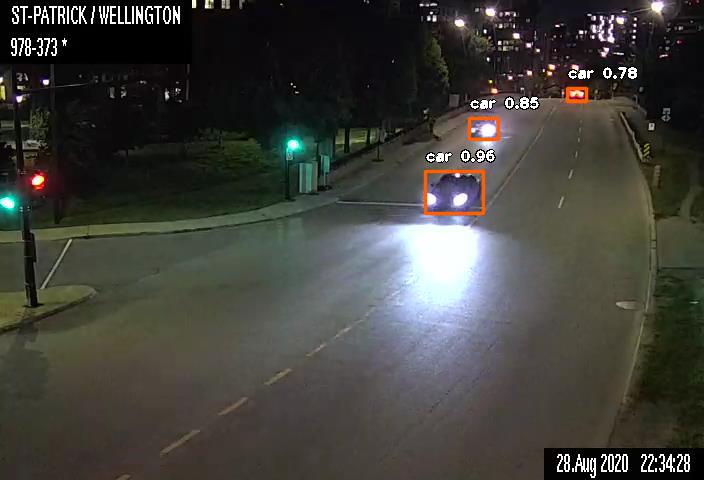 ST-PATRICK / WELLINGTON
978-373 *
car 0.78
car 0.85
car 0.96
28.Aug 2020 22:34:28